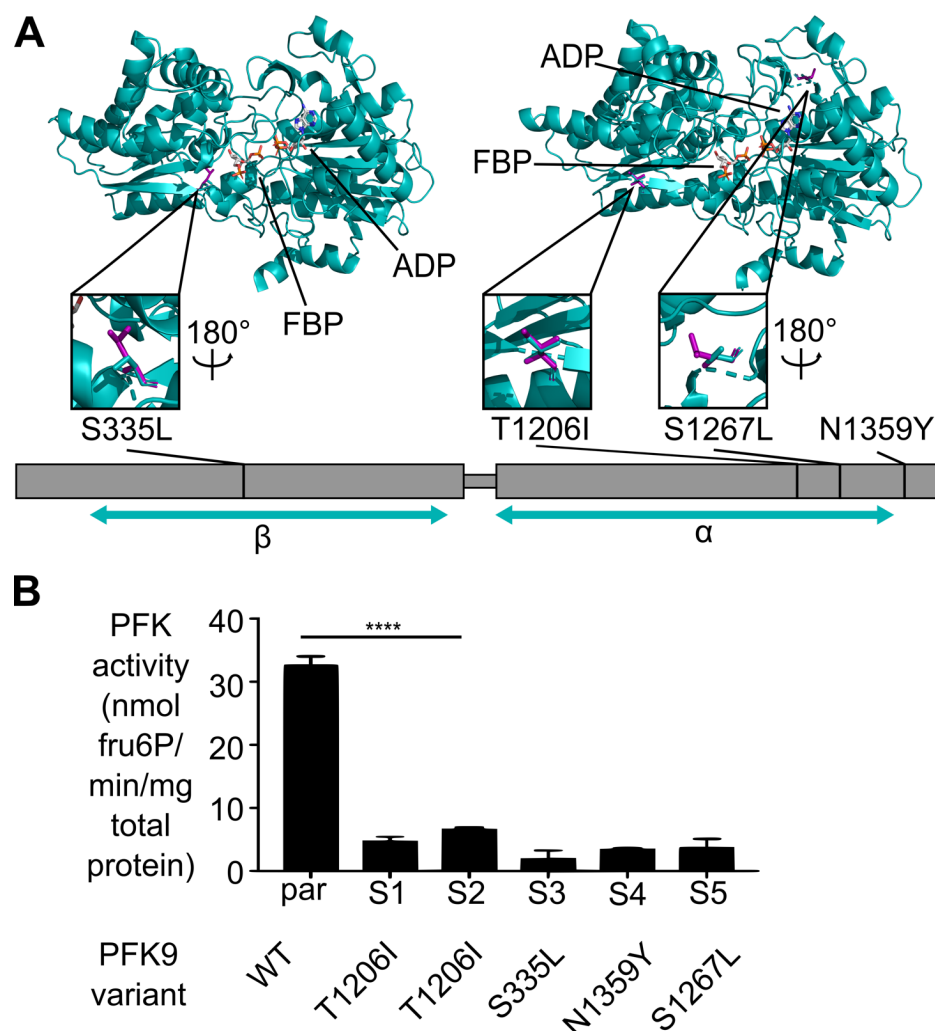 A
ADP
FBP
ADP
FBP
180°
180°
S335L
T1206I
S1267L
N1359Y
β
α
B
PFK
activity
(nmol
fru6P/
min/mg
total
protein)
40
30
20
10
0
****
par
S1
S2
S3
S4
S5
PFK9
variant
WT
T1206I
T1206I
S335L
N1359Y
S1267L